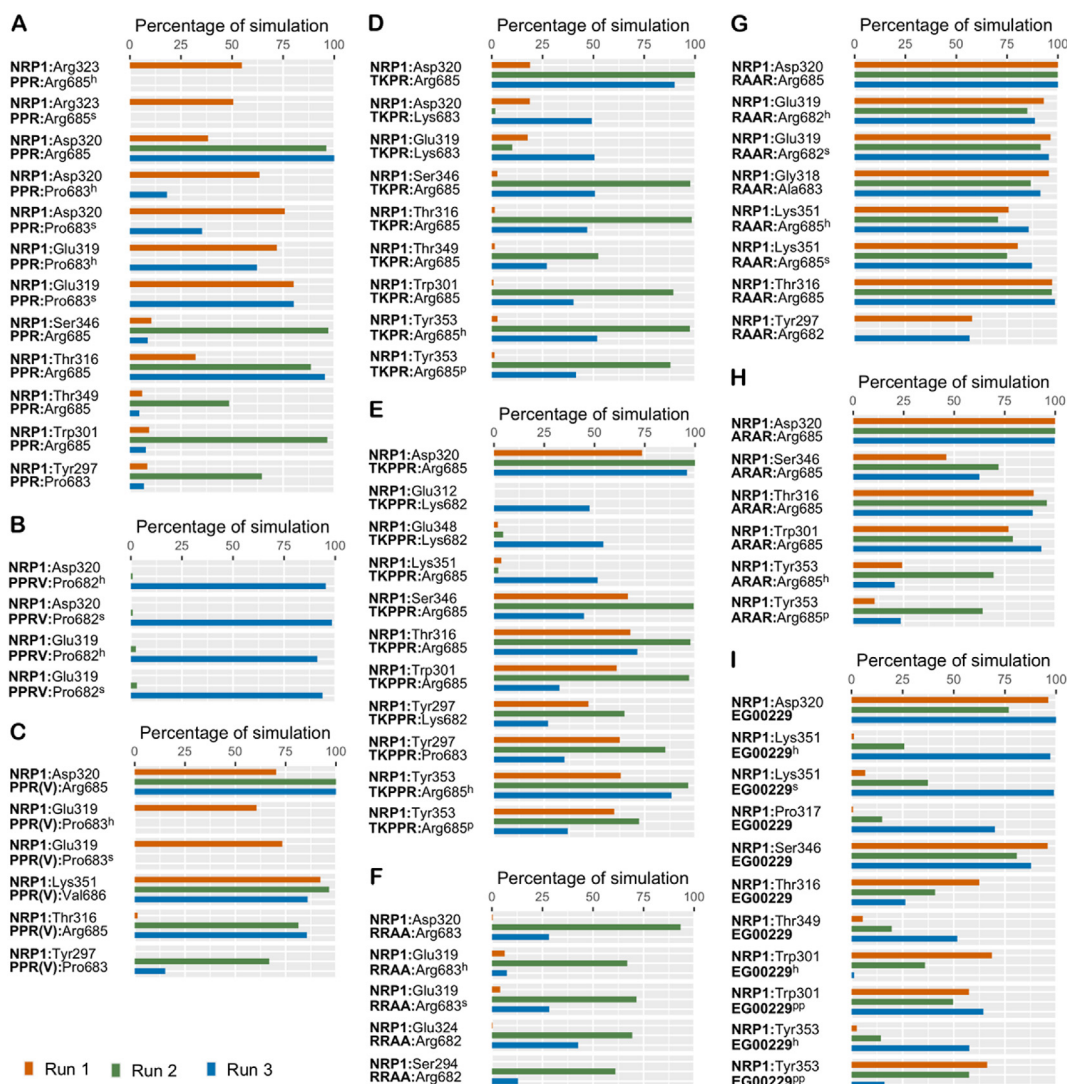 A
Percentage of simulation
0 25 50 75 100
NRP1:Arg323
PPR:Arg685h
NRP1:Arg323
PPR:Arg685s
NRP1:Asp320
PPR:Arg685
NRP1:Asp320
PPR:Pro683h
NRP1:Asp320
PPR:Pro683s
NRP1:Glu319
PPR:Pro683h
NRP1:Glu319
PPR:Pro683s
NRP1:Ser346
PPR:Arg685
NRP1:Thr316
PPR:Arg685
NRP1:Thr349
PPR:Arg685
NRP1:Trp301
PPR:Arg685
NRP1:Tyr297
PPR:Pro683
B
Percentage of simulation
0 25 50 75 100
NRP1:Asp320
PPRV:Pro682h
NRP1:Asp320
PPRV:Pro682s
NRP1:Glu319
PPRV:Pro682h
NRP1:Glu319
PPRV:Pro682s
C
Percentage of simulation
0 25 50 75 100
NRP1:Asp320
PPR(V):Arg685
NRP1:Glu319
PPR(V):Pro683h
NRP1:Glu319
PPR(V):Pro683s
NRP1:Lys351
PPR(V):Val686
NRP1:Thr316
PPR(V):Arg685
NRP1:Tyr297
PPR(V):Pro683
Run 1 Run 2 Run 3
D
Percentage of simulation
0 25 50 75 100
NRP1:Asp320
TKPR:Arg685
NRP1:Asp320
TKPR:Lys683
NRP1:Glu319
TKPR:Lys683
NRP1:Ser346
TKPR:Arg685
NRP1:Thr316
TKPR:Arg685
NRP1:Thr349
TKPR:Arg685
NRP1:Trp301
TKPR:Arg685
NRP1:Tyr353
TKPR:Arg685h
NRP1:Tyr353
TKPR:Arg685p
E
Percentage of simulation
0 25 50 75 100
NRP1:Asp320
TKPPR:Arg685
NRP1:Glu312
TKPPR:Lys682
NRP1:Glu348
TKPPR:Lys682
NRP1:Lys351
TKPPR:Arg685
NRP1:Ser346
TKPPR:Arg685
NRP1:Thr316
TKPPR:Arg685
NRP1:Trp301
TKPPR:Arg685
NRP1:Tyr297
TKPPR:Lys682
NRP1:Tyr297
TKPPR:Pro683
NRP1:Tyr353
TKPPR:Arg685h
NRP1:Tyr353
TKPPR:Arg685p
F
Percentage of simulation
0 25 50 75 100
NRP1:Asp320
RRAA:Arg683
NRP1:Glu319
RRAA:Arg683h
NRP1:Glu319
RRAA:Arg683s
NRP1:Glu324
RRAA:Arg682
NRP1:Ser294
RRAA:Arg682
G
Percentage of simulation
0 25 50 75 100
NRP1:Asp320
RAAR:Arg685
NRP1:Glu319
RAAR:Arg682h
NRP1:Glu319
RAAR:Arg682s
NRP1:Gly318
RAAR:Ala683
NRP1:Lys351
RAAR:Arg685h
NRP1:Lys351
RAAR:Arg685s
NRP1:Thr316
RAAR:Arg685
NRP1:Tyr297
RAAR:Arg682
H
Percentage of simulation
0 25 50 75 100
NRP1:Asp320
ARAR:Arg685
NRP1:Ser346
ARAR:Arg685
NRP1:Thr316
ARAR:Arg685
NRP1:Trp301
ARAR:Arg685
NRP1:Tyr353
ARAR:Arg685h
NRP1:Tyr353
ARAR:Arg685p
I
Percentage of simulation
0 25 50 75 100
NRP1:Asp320
EG00229
NRP1:Lys351
EG00229h
NRP1:Lys351
EG00229s
NRP1:Pro317
EG00229
NRP1:Ser346
EG00229
NRP1:Thr316
EG00229
NRP1:Thr349
EG00229
NRP1:Trp301
EG00229h
NRP1:Trp301
EG00229pp
NRP1:Tyr353
EG00229h
NRP1:Tyr353
EG00229pp